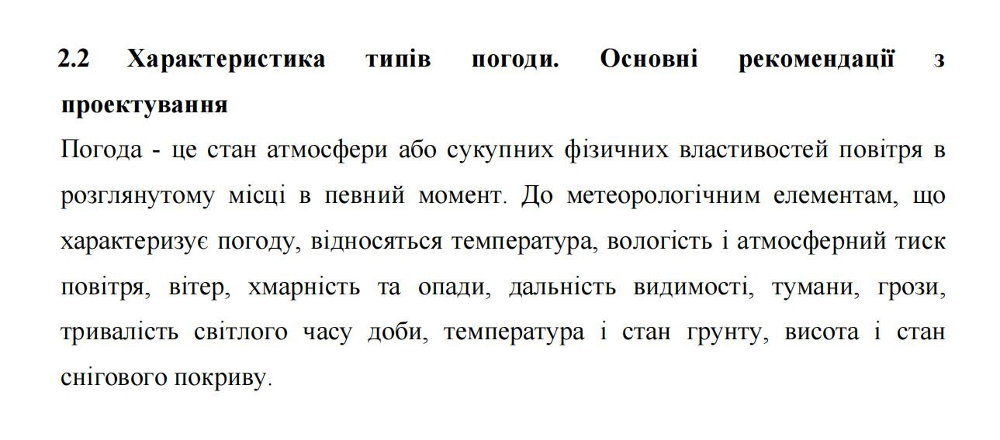 2.2 Характеристика типів погоди. Основні рекомендації з
проектування
Погода - це стан атмосфери або сукупних фізичних властивостей повітря в
розглянутому місці в певний момент. До метеорологічним елементам, що
характеризує погоду, відносяться температура, вологість і атмосферний тиск
повітря, вітер, хмарність та опади, дальність видимості, тумани, грози,
тривалість світлого часу доби, температура і стан грунту, висота і стан
снігового покриву.